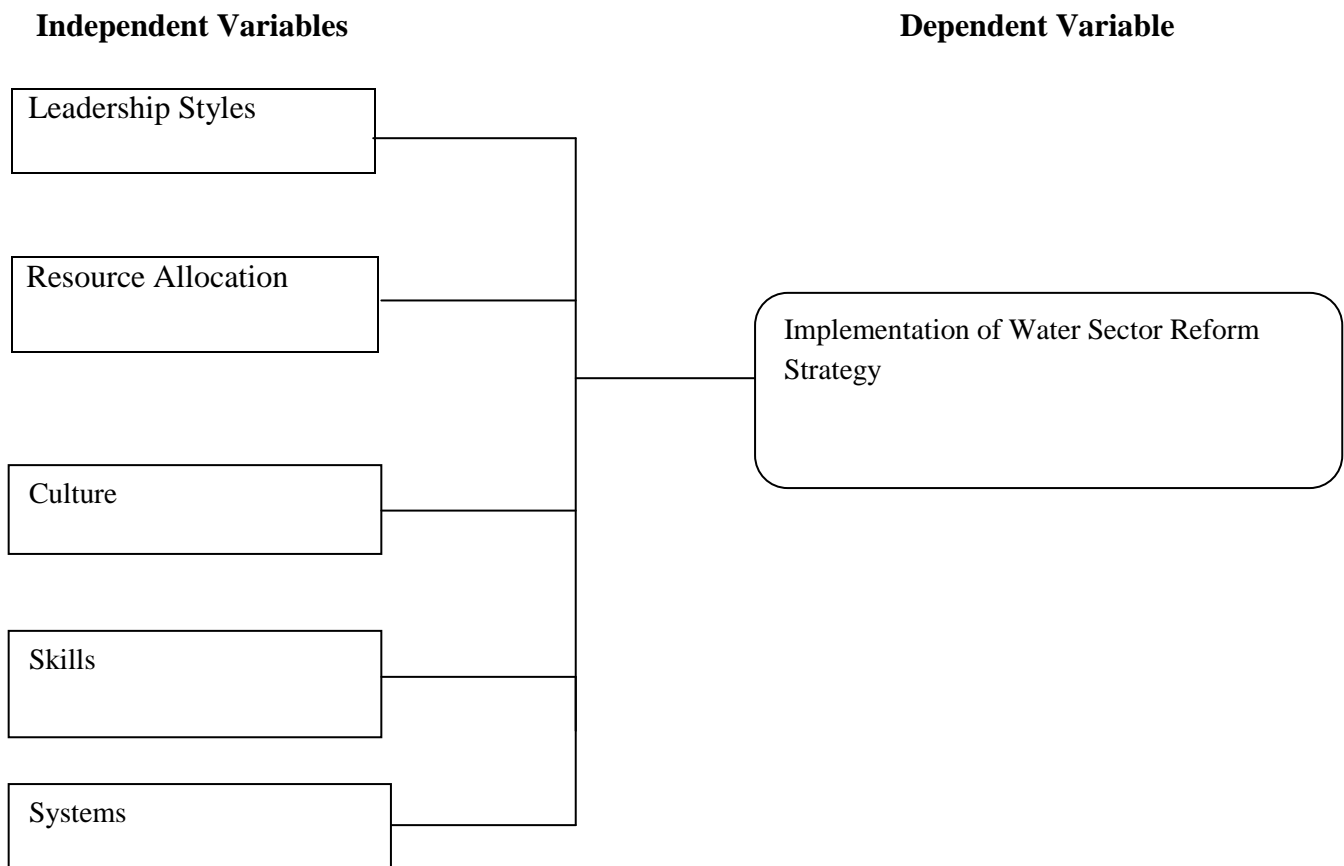 Independent Variables
Dependent Variable
Leadership Styles
Resource Allocation
Implementation of Water Sector Reform
Strategy
Culture
Skills
Systems